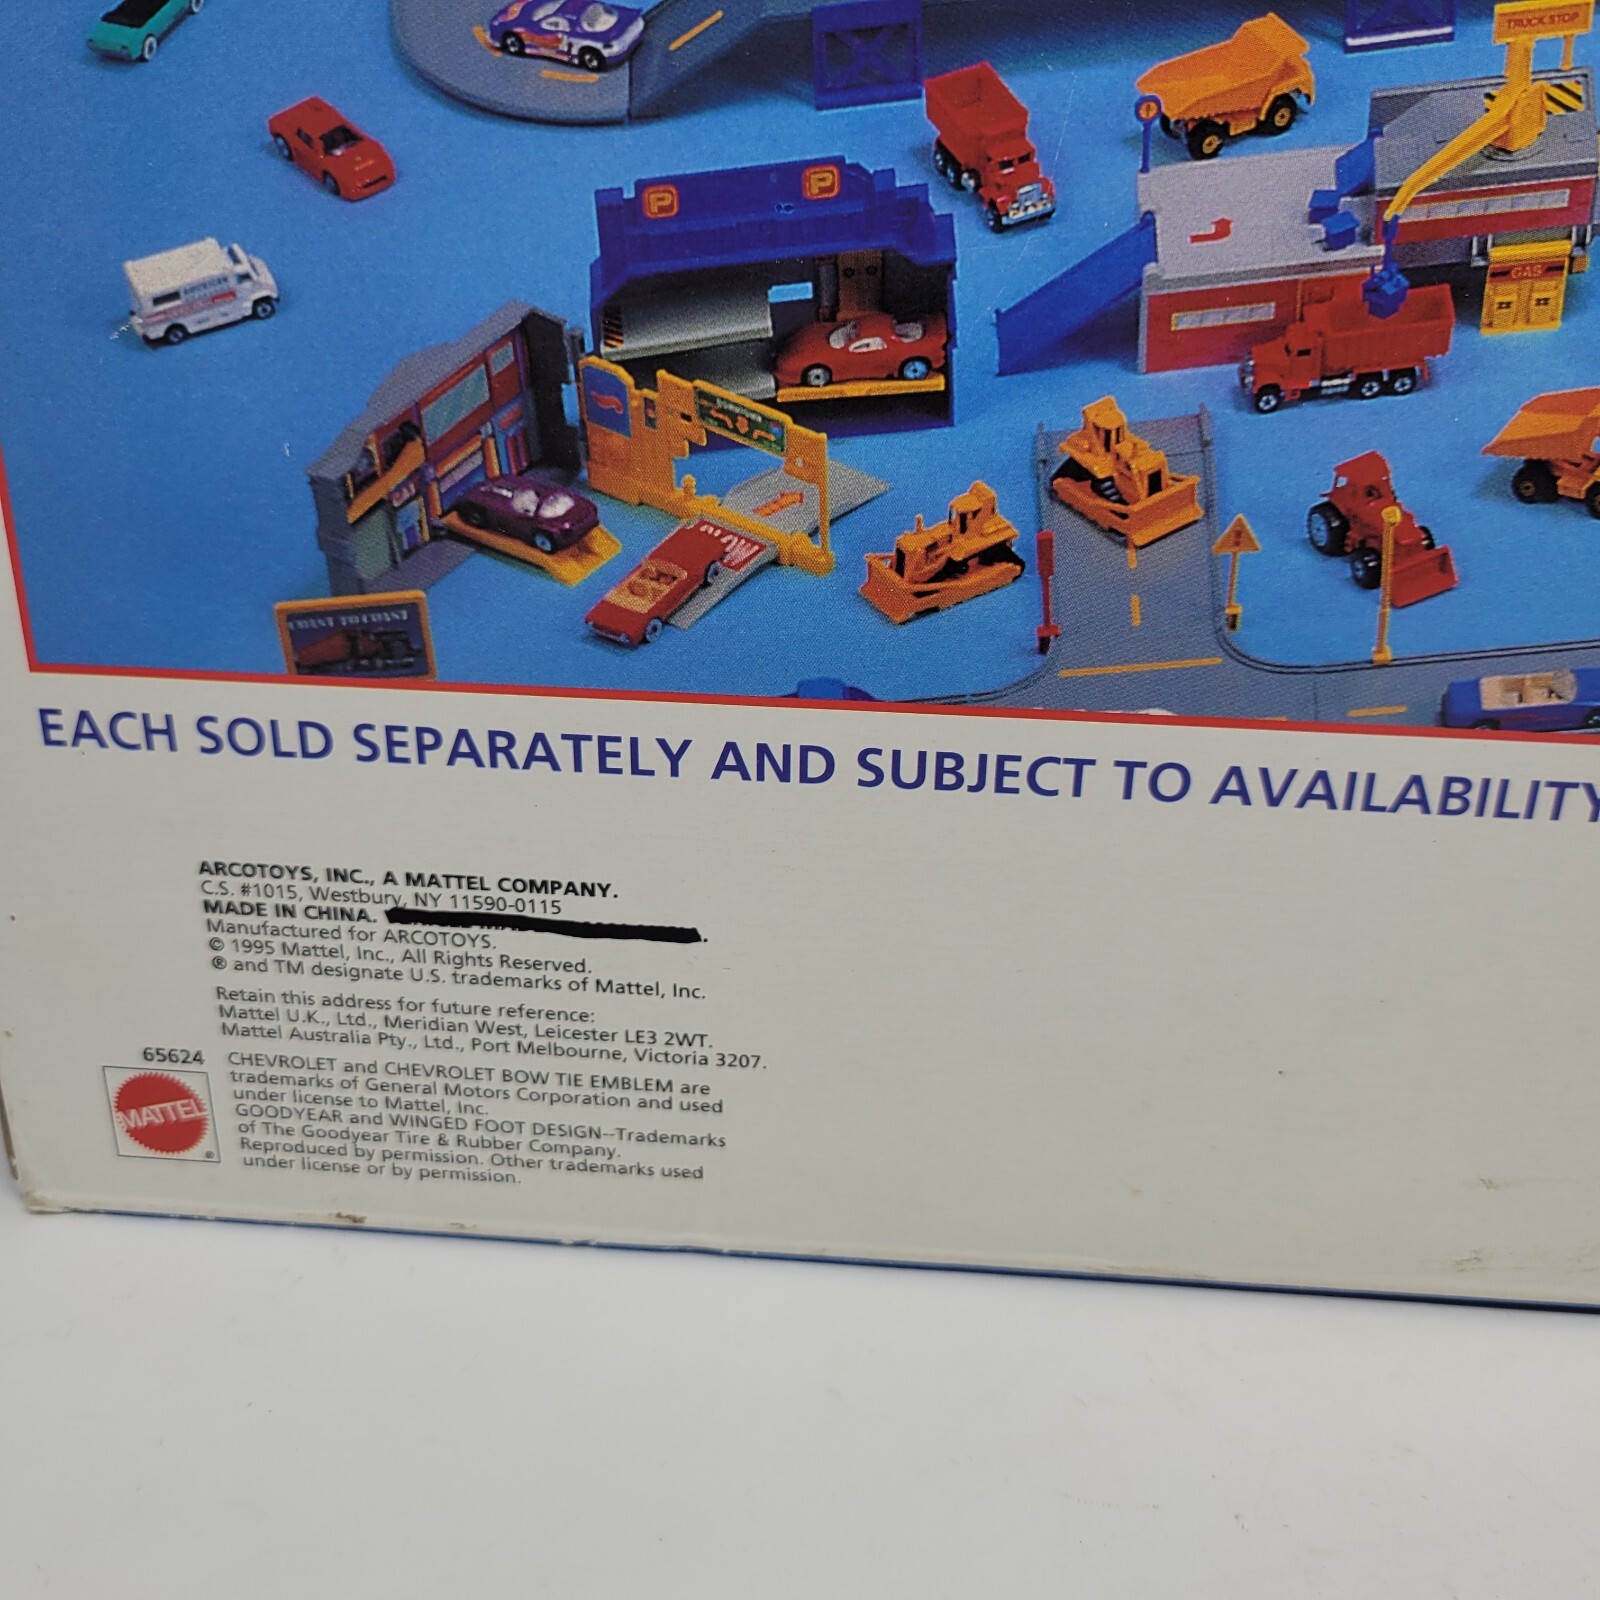 TRUCK STOP
P P
GAS
COAST TO COAST
EACH SOLD SEPARATELY AND SUBJECT TO AVAILABILITY
ARCOTOYS, INC., A MATTEL COMPANY.
C.S. #1015, Westbury, NY 11590-0115
MADE IN CHINA.
Manufactured for ARCOTOYS.
© 1995 Mattel, Inc., All Rights Reserved.
® and TM designate U.S. trademarks of Mattel, Inc.
Retain this address for future reference:
Mattel U.K., Ltd., Meridian West, Leicester LE3 2WT.
Mattel Australia Pty., Ltd., Port Melbourne, Victoria 3207.
65624
MATTEL
®
CHEVROLET and CHEVROLET BOW TIE EMBLEM are
trademarks of General Motors Corporation and used
under license to Mattel, Inc.
GOODYEAR and WINGED FOOT DESIGN--Trademarks
of The Goodyear Tire & Rubber Company.
Reproduced by permission. Other trademarks used
under license or by permission.